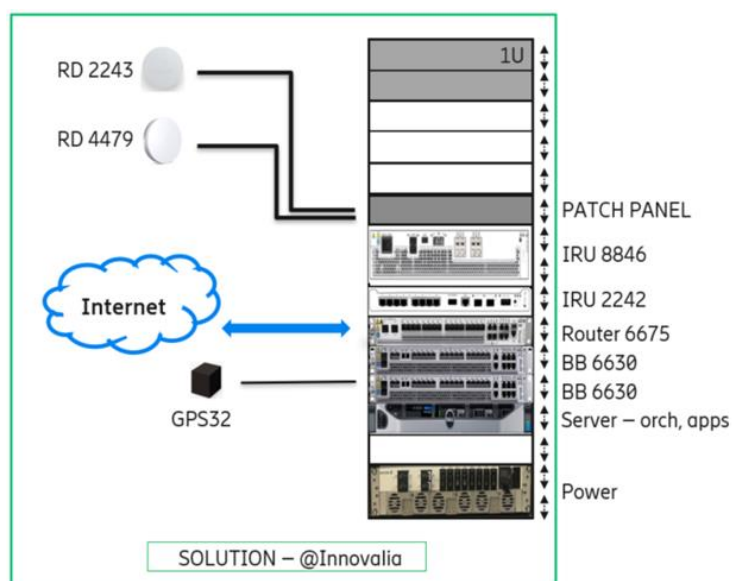 1U
RD 2243
RD 4479
PATCH PANEL
IRU 8846
Internet
IRU 2242
Router 6675
BB 6630
BB 6630
GPS32
Server – orch, apps
Power
SOLUTION – @Innovalia